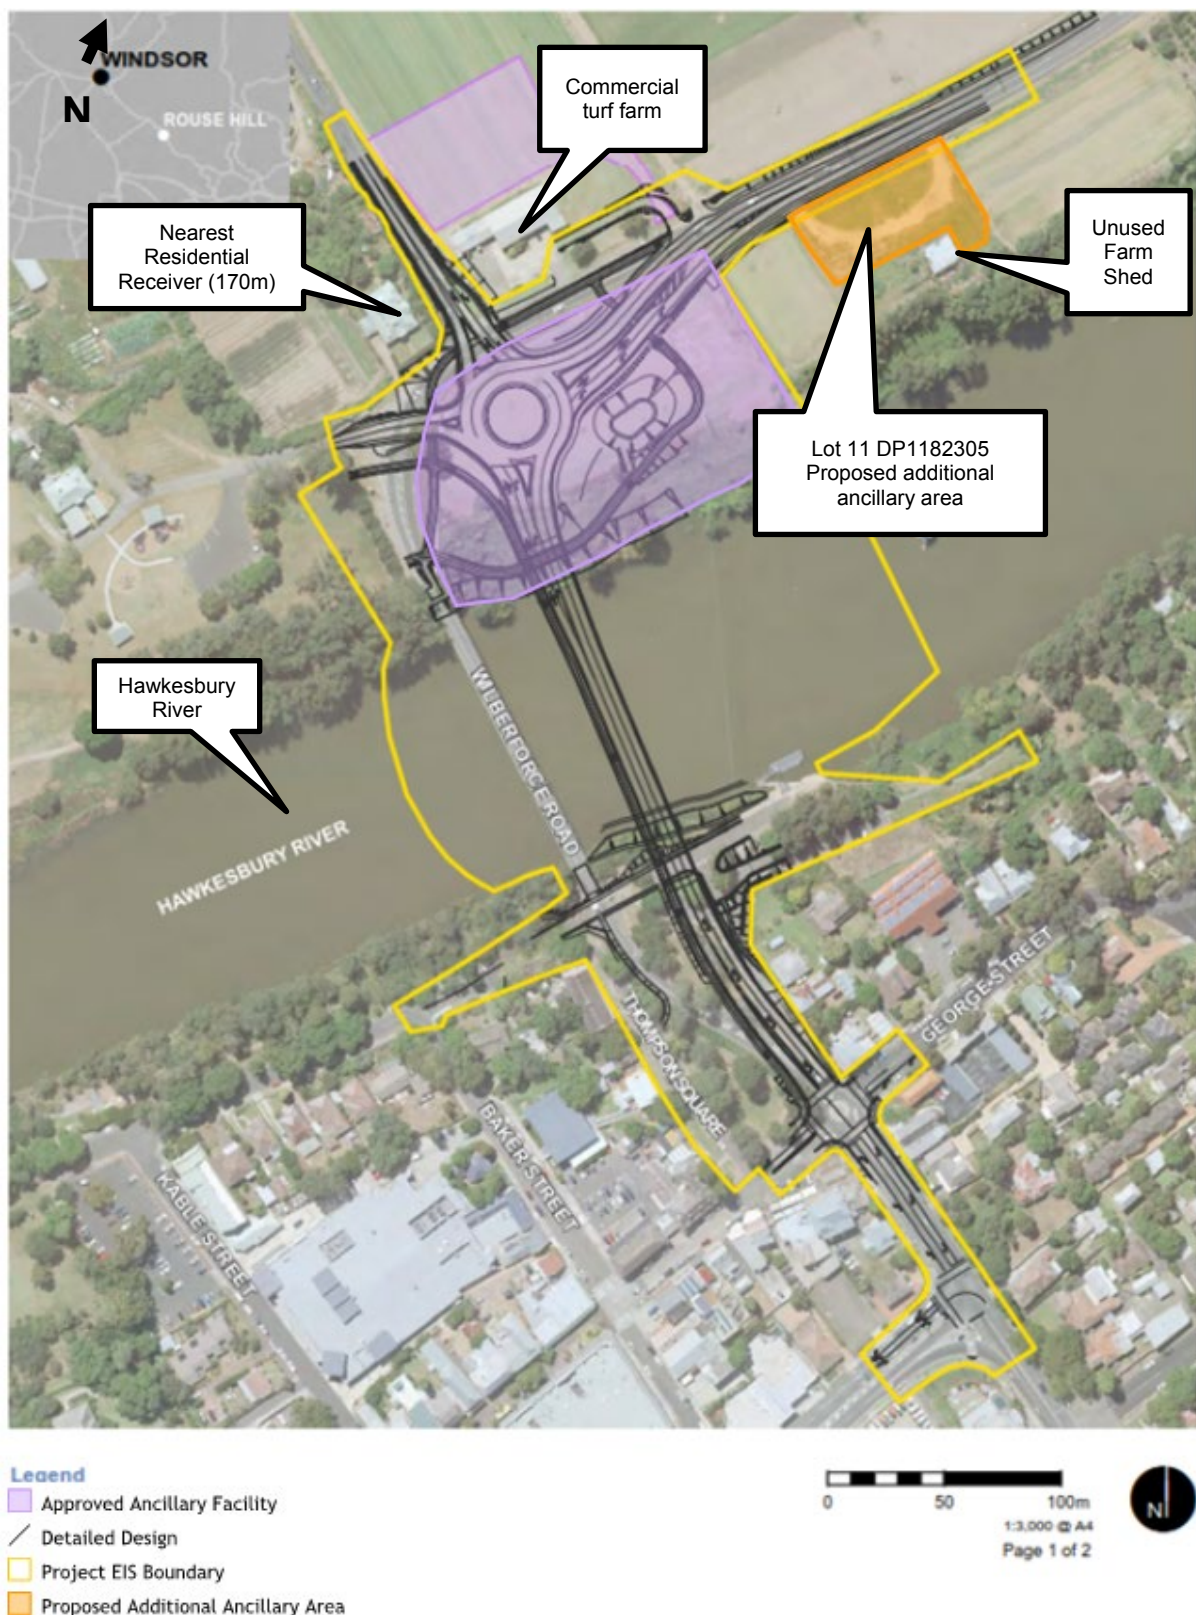 WINDSOR
N
ROUSE HILL
Commercial
turf farm
Nearest
Residential
Receiver (170m)
Unused
Farm
Shed
Lot 11 DP1182305
Proposed additional
ancillary area
Hawkesbury
River
WILBERFORCE ROAD
HAWKESBURY RIVER
THOMPSON SQUARE
GEORGE STREET
BAKER STREET
KABLE STREET
Legend
Approved Ancillary Facility
Detailed Design
Project EIS Boundary
Proposed Additional Ancillary Area
0 50 100m
1:3,000 @ A4
Page 1 of 2
N